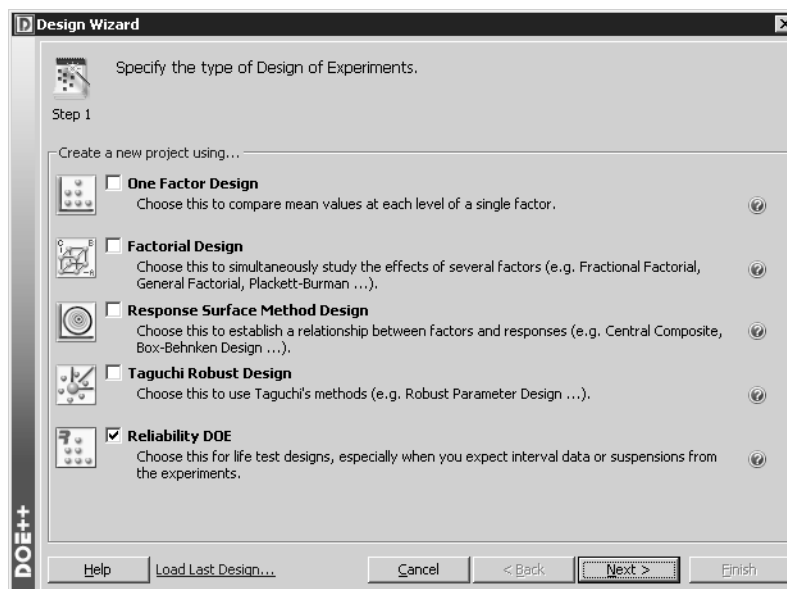 Design Wizard
Specify the type of Design of Experiments.
Step 1
Create a new project using...
One Factor Design
Choose this to compare mean values at each level of a single factor.
Factorial Design
Choose this to simultaneously study the effects of several factors (e.g. Fractional Factorial,
General Factorial, Plackett-Burman ...).
Response Surface Method Design
Choose this to establish a relationship between factors and responses (e.g. Central Composite,
Box-Behnken Design ...).
Taguchi Robust Design
Choose this to use Taguchi's methods (e.g. Robust Parameter Design ...).
Reliability DOE
Choose this for life test designs, especially when you expect interval data or suspensions from
the experiments.
DOE++
Help Load Last Design... Cancel < Back Next > Finish